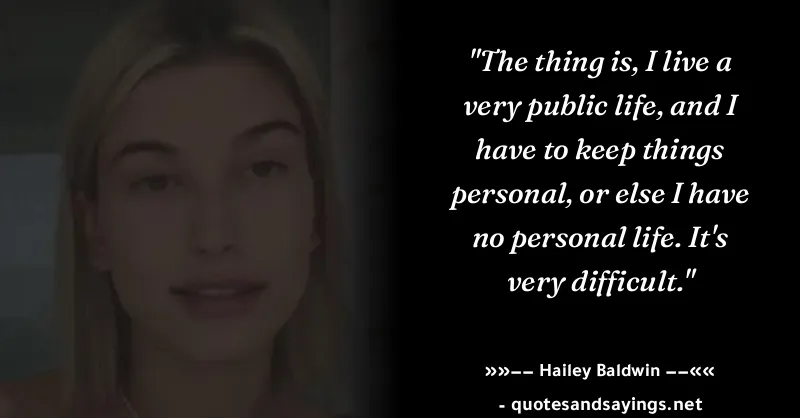 "The thing is, I live a
very public life, and I
have to keep things
personal, or else I have
no personal life. It's
very difficult."
»»–– Hailey Baldwin ––««
- quotesandsayings.net